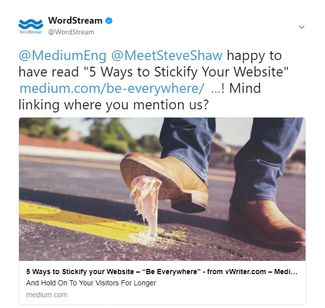 WordStream
WordStream
@WordStream
@MediumEng @MeetSteveShaw happy to
have read "5 Ways to Stickify Your Website"
medium.com/be-everywhere/ ...! Mind
linking where you mention us?
5 Ways to Stickify your Website – "Be Everywhere" - from vWriter.com – Medi...
And Hold On To Your Visitors For Longer
medium.com